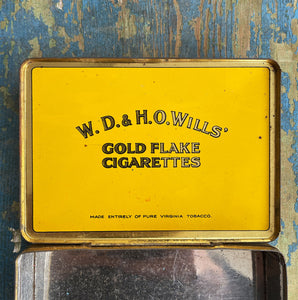 W. D. & H. O. WILLS'
GOLD FLAKE
CIGARETTES
MADE ENTIRELY OF PURE VIRGINIA TOBACCO.